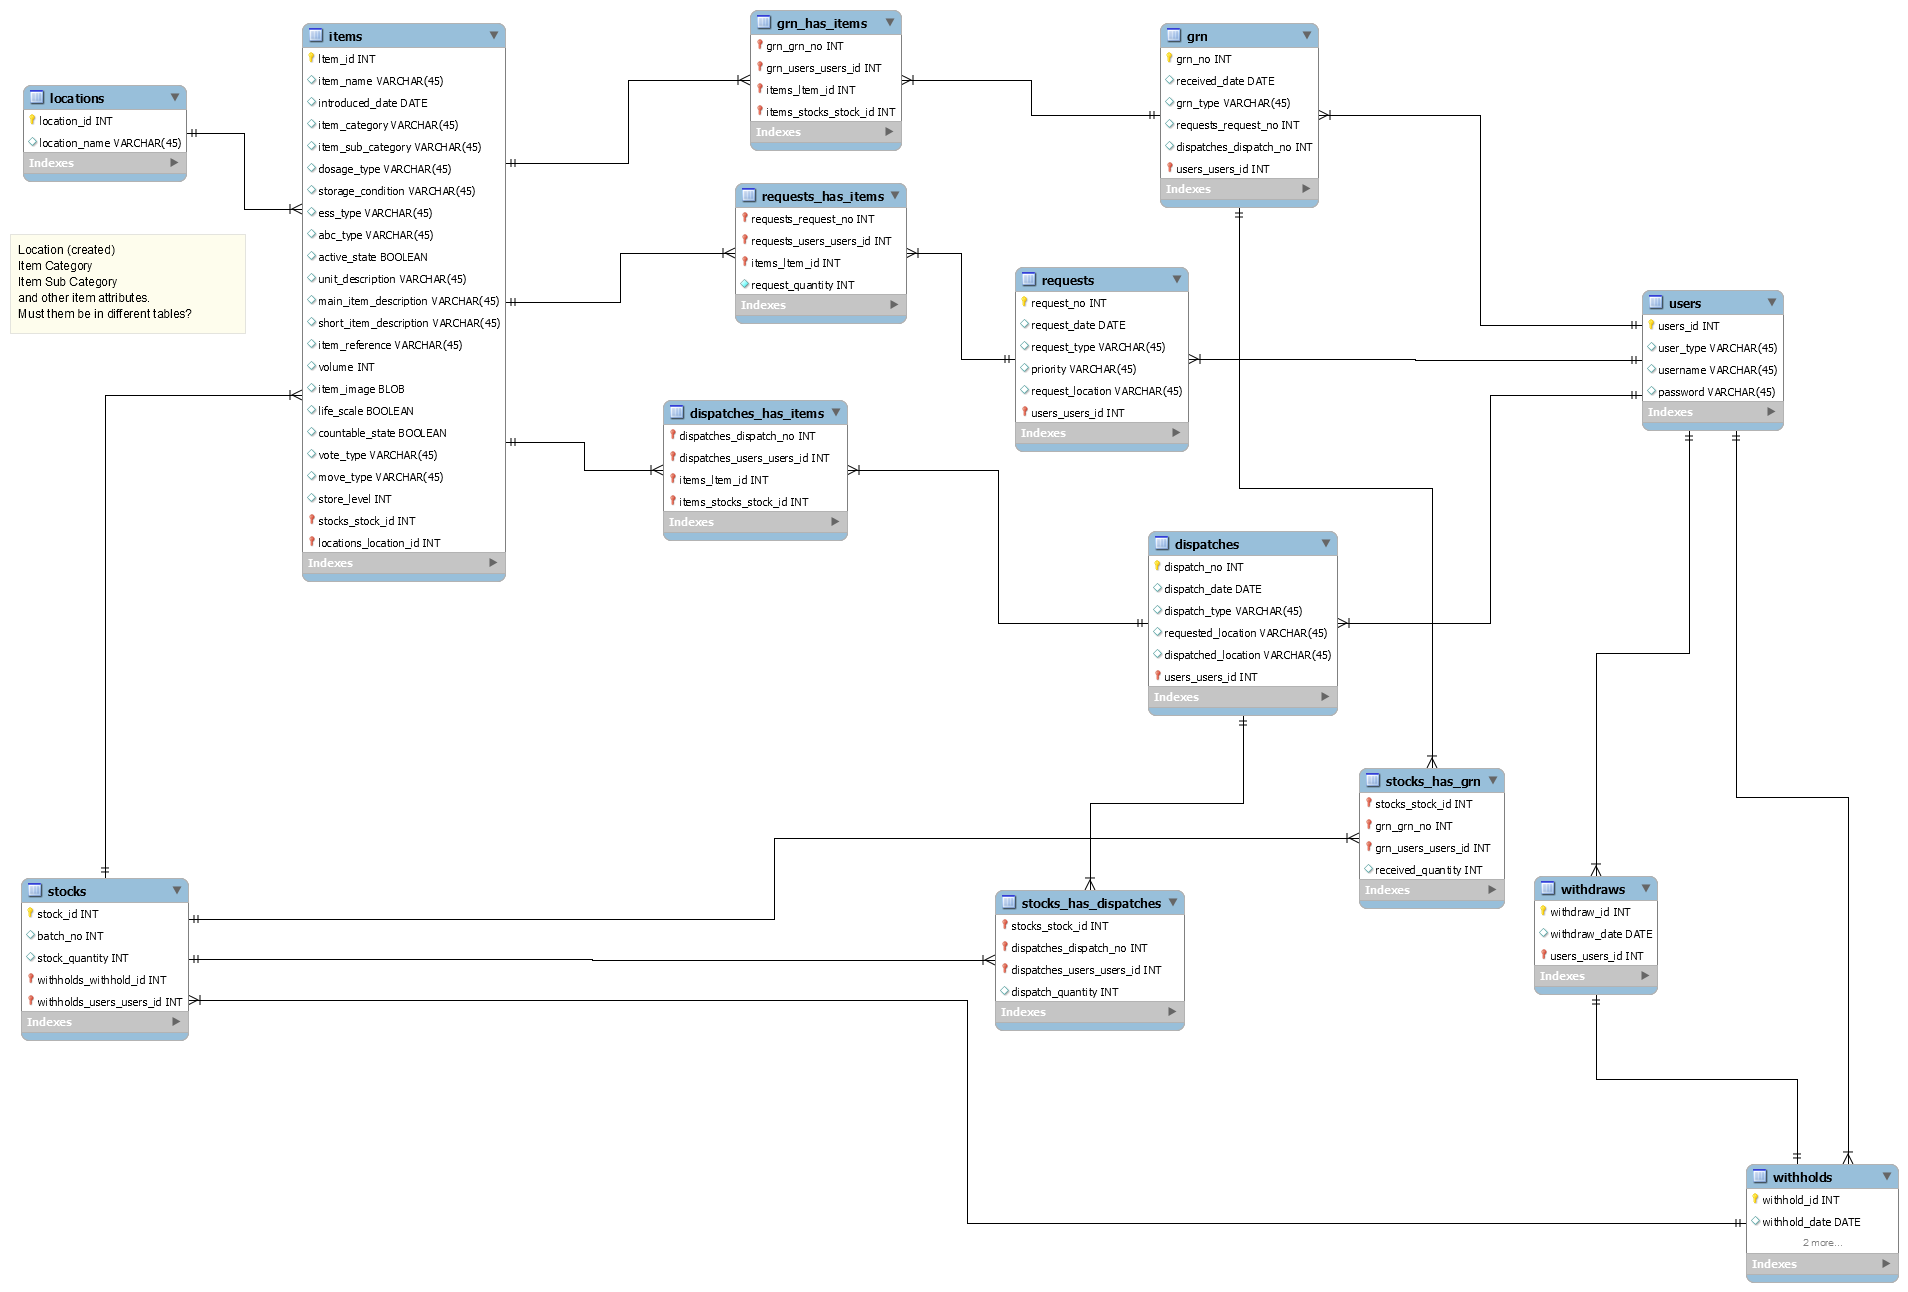 locations
location_id INT
location_name VARCHAR(45)
Indexes
Location (created)
Item Category
Item Sub Category
and other item attributes.
Must them be in different tables?
items
Item_id INT
item_name VARCHAR(45)
introduced_date DATE
item_category VARCHAR(45)
item_sub_category VARCHAR(45)
dosage_type VARCHAR(45)
storage_condition VARCHAR(45)
ess_type VARCHAR(45)
abc_type VARCHAR(45)
active_state BOOLEAN
unit_description VARCHAR(45)
main_item_description VARCHAR(45)
short_item_description VARCHAR(45)
item_reference VARCHAR(45)
volume INT
item_image BLOB
life_scale BOOLEAN
countable_state BOOLEAN
vote_type VARCHAR(45)
move_type VARCHAR(45)
store_level INT
stocks_stock_id INT
locations_location_id INT
Indexes
grn_has_items
grn_grn_no INT
grn_users_users_id INT
items_Item_id INT
items_stocks_stock_id INT
Indexes
requests_has_items
requests_request_no INT
requests_users_users_id INT
items_Item_id INT
request_quantity INT
Indexes
dispatches_has_items
dispatches_dispatch_no INT
dispatches_users_users_id INT
items_Item_id INT
items_stocks_stock_id INT
Indexes
grn
grn_no INT
received_date DATE
grn_type VARCHAR(45)
requests_request_no INT
dispatches_dispatch_no INT
users_users_id INT
Indexes
requests
request_no INT
request_date DATE
request_type VARCHAR(45)
priority VARCHAR(45)
request_location VARCHAR(45)
users_users_id INT
Indexes
users
users_id INT
user_type VARCHAR(45)
username VARCHAR(45)
password VARCHAR(45)
Indexes
dispatches
dispatch_no INT
dispatch_date DATE
dispatch_type VARCHAR(45)
requested_location VARCHAR(45)
dispatched_location VARCHAR(45)
users_users_id INT
Indexes
stocks_has_grn
stocks_stock_id INT
grn_grn_no INT
grn_users_users_id INT
received_quantity INT
Indexes
stocks
stock_id INT
batch_no INT
stock_quantity INT
withholds_withhold_id INT
withholds_users_users_id INT
Indexes
stocks_has_dispatches
stocks_stock_id INT
dispatches_dispatch_no INT
dispatches_users_users_id INT
dispatch_quantity INT
Indexes
withdraws
withdraw_id INT
withdraw_date DATE
users_users_id INT
Indexes
withholds
withhold_id INT
withhold_date DATE
2 more...
Indexes